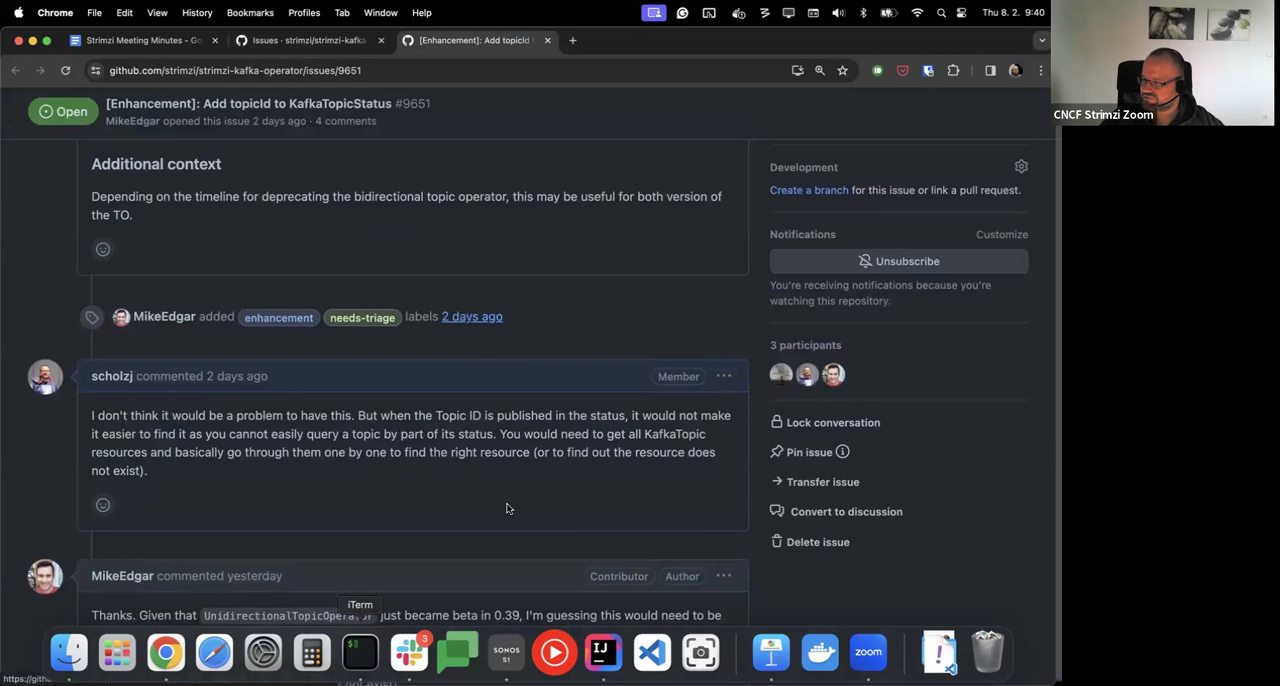 Chrome File Edit View History Bookmarks Profiles Tab Window Help
Thu 8. 2. 9:40
Strimzi Meeting Minutes - Go
Issues · strimzi/strimzi-kafka-
[Enhancement]: Add topicId t
github.com/strimzi/strimzi-kafka-operator/issues/9651
CNCF Strimzi Zoom
Open
[Enhancement]: Add topicId to KafkaTopicStatus #9651
MikeEdgar opened this issue 2 days ago · 4 comments
Additional context
Depending on the timeline for deprecating the bidirectional topic operator, this may be useful for both version of
the TO.
MikeEdgar added enhancement needs-triage labels 2 days ago
scholzj commented 2 days ago
Member
I don't think it would be a problem to have this. But when the Topic ID is published in the status, it would not make
it easier to find it as you cannot easily query a topic by part of its status. You would need to get all KafkaTopic
resources and basically go through them one by one to find the right resource (or to find out the resource does
not exist).
MikeEdgar commented yesterday
Contributor
Author
Thanks. Given that UnidirectionalTopicOperator just became beta in 0.39, I'm guessing this would need to be
Development
Create a branch for this issue or link a pull request.
Notifications
Customize
Unsubscribe
You're receiving notifications because you're
watching this repository.
3 participants
Lock conversation
Pin issue
Transfer issue
Convert to discussion
Delete issue
iTerm
3
SONOS
S1
IJ
zoom
not exist)
https://gith